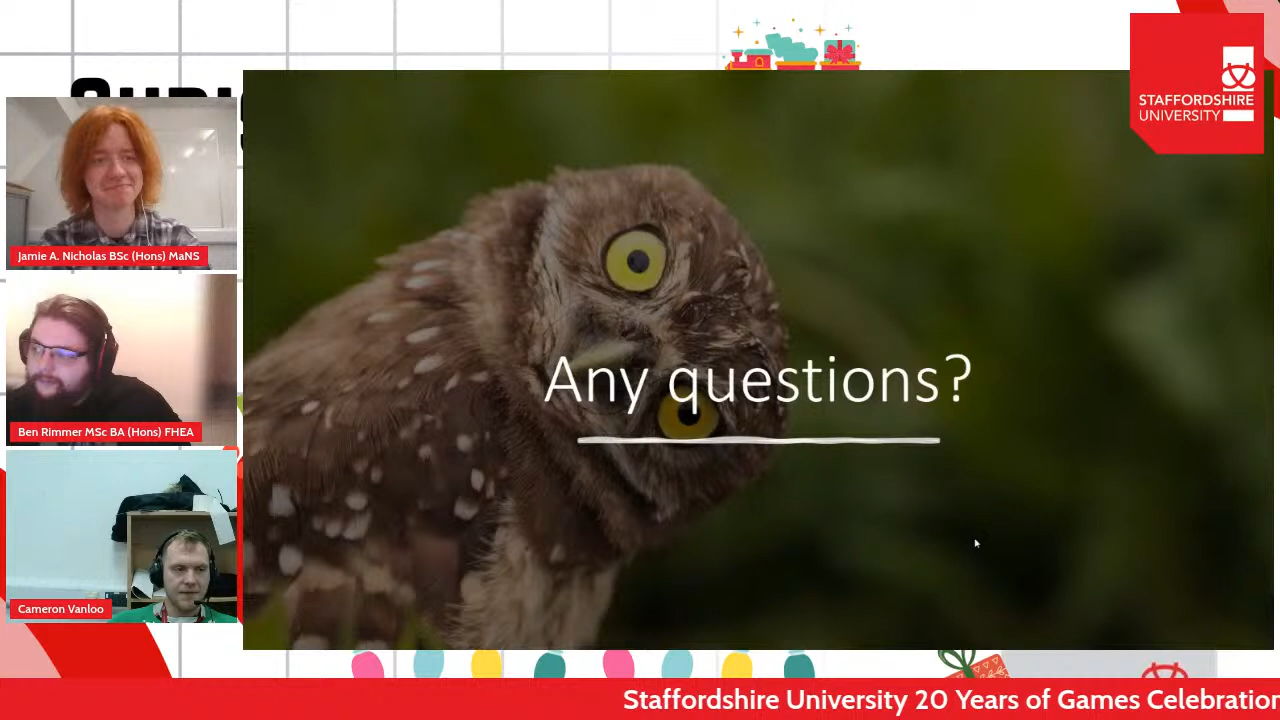 STAFFORDSHIRE
UNIVERSITY
Jamie A. Nicholas BSc (Hons) MaNS
Any questions?
Ben Rimmer MSc BA (Hons) FHEA
Cameron Vanloo
Staffordshire University 20 Years of Games Celebration